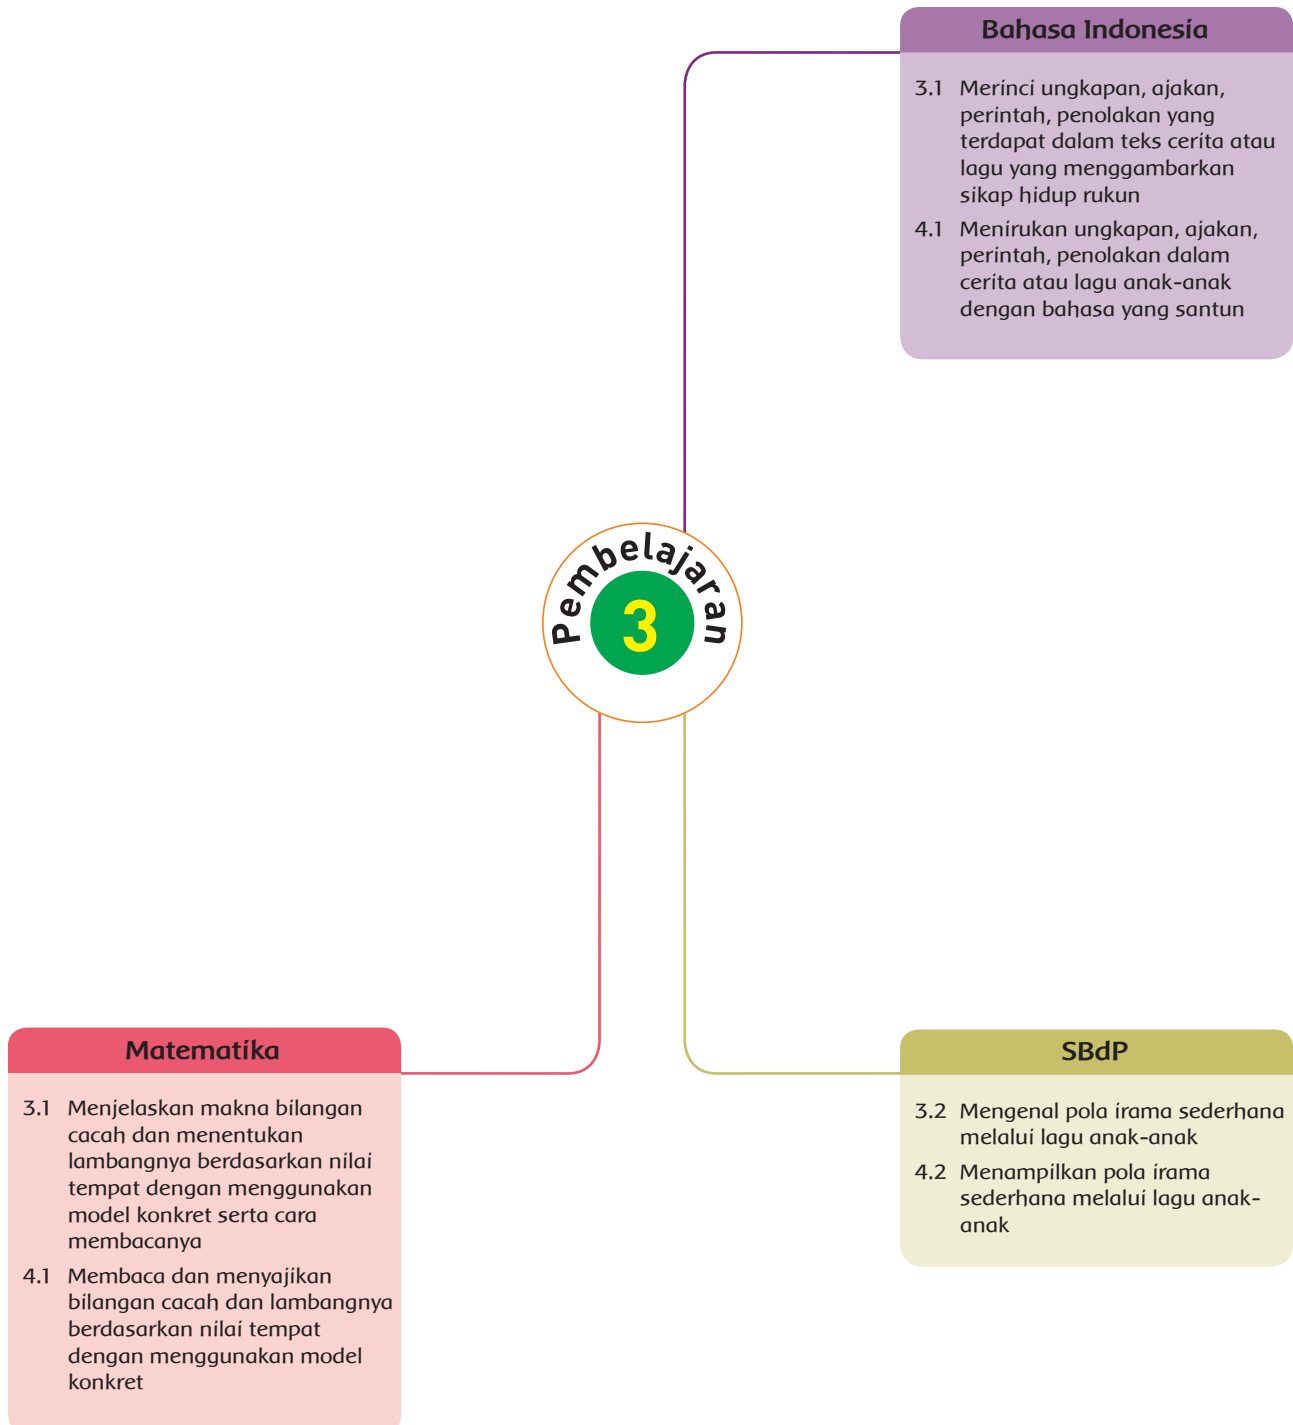 Bahasa Indonesia
3.1 Merinci ungkapan, ajakan,
perintah, penolakan yang
terdapat dalam teks cerita atau
lagu yang menggambarkan
sikap hidup rukun
4.1 Menirukan ungkapan, ajakan,
perintah, penolakan dalam
cerita atau lagu anak-anak
dengan bahasa yang santun
Pembelajaran
3
Matematika
3.1 Menjelaskan makna bilangan
cacah dan menentukan
lambangnya berdasarkan nilai
tempat dengan menggunakan
model konkret serta cara
membacanya
4.1 Membaca dan menyajikan
bilangan cacah dan lambangnya
berdasarkan nilai tempat
dengan menggunakan model
konkret
SBdP
3.2 Mengenal pola irama sederhana
melalui lagu anak-anak
4.2 Menampilkan pola irama
sederhana melalui lagu anak-
anak